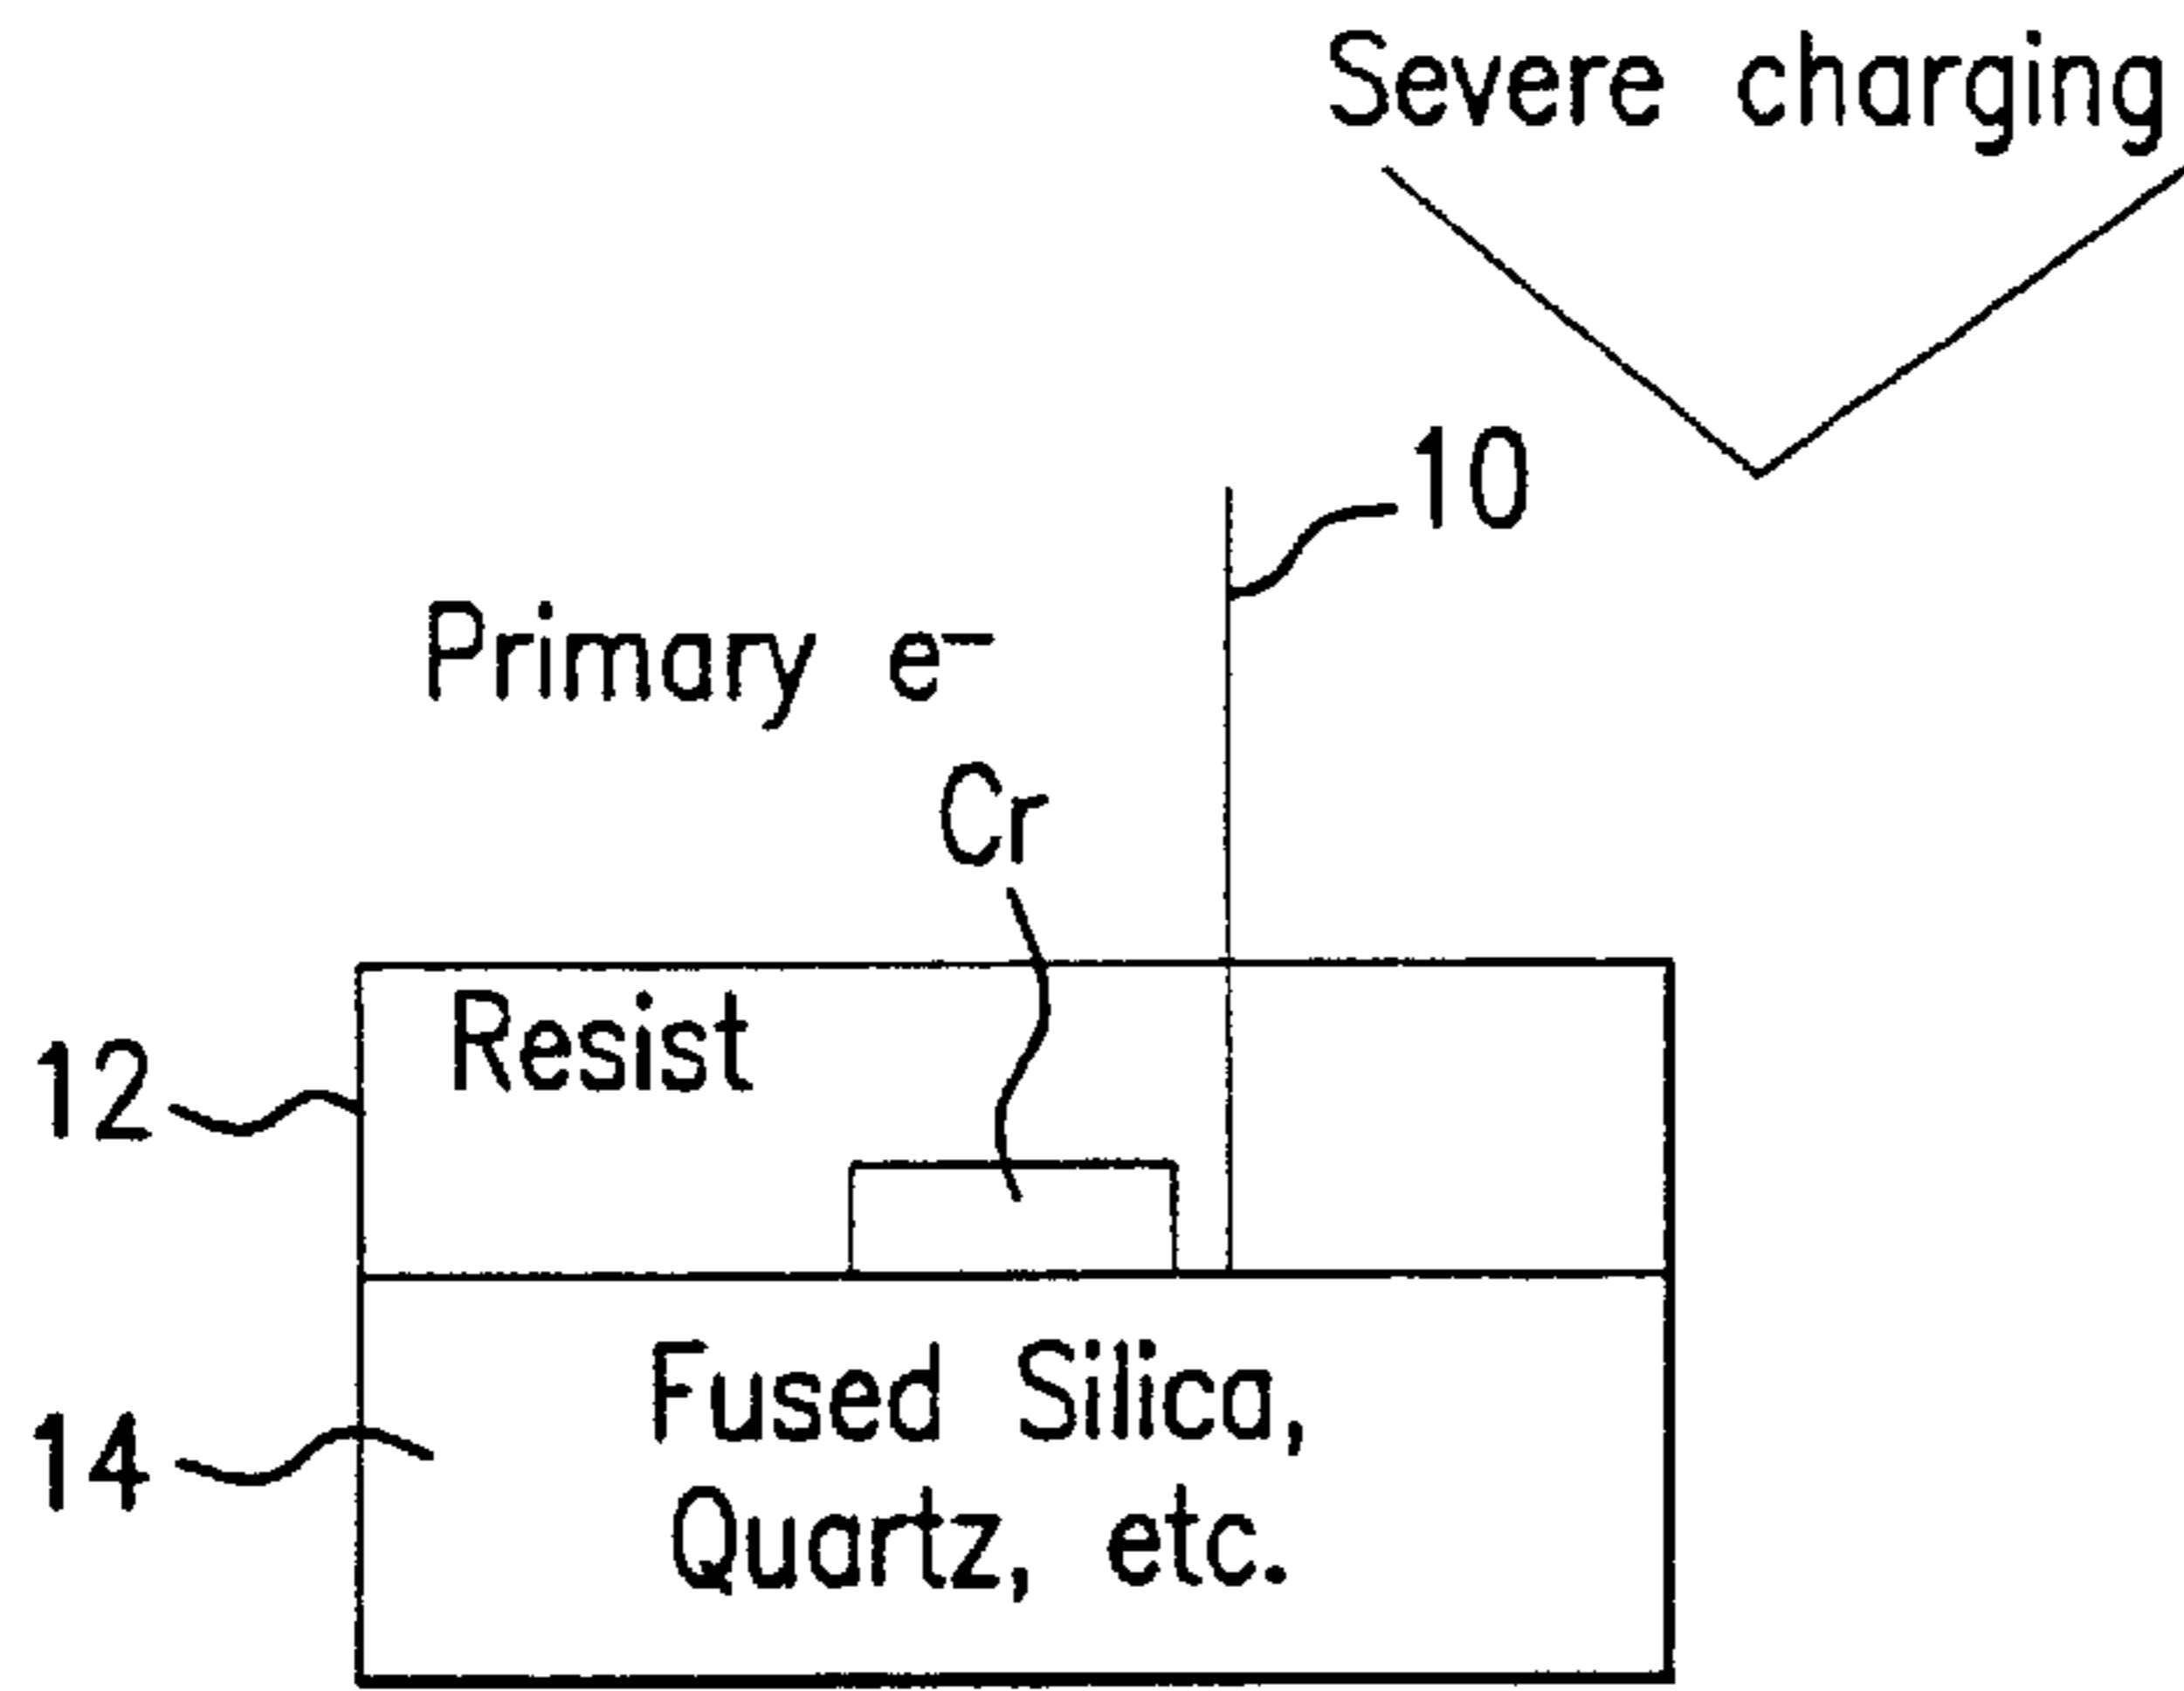 Severe charging
10
Primary e⁻
Cr
Resist
12
Fused Silica,
14
Quartz, etc.